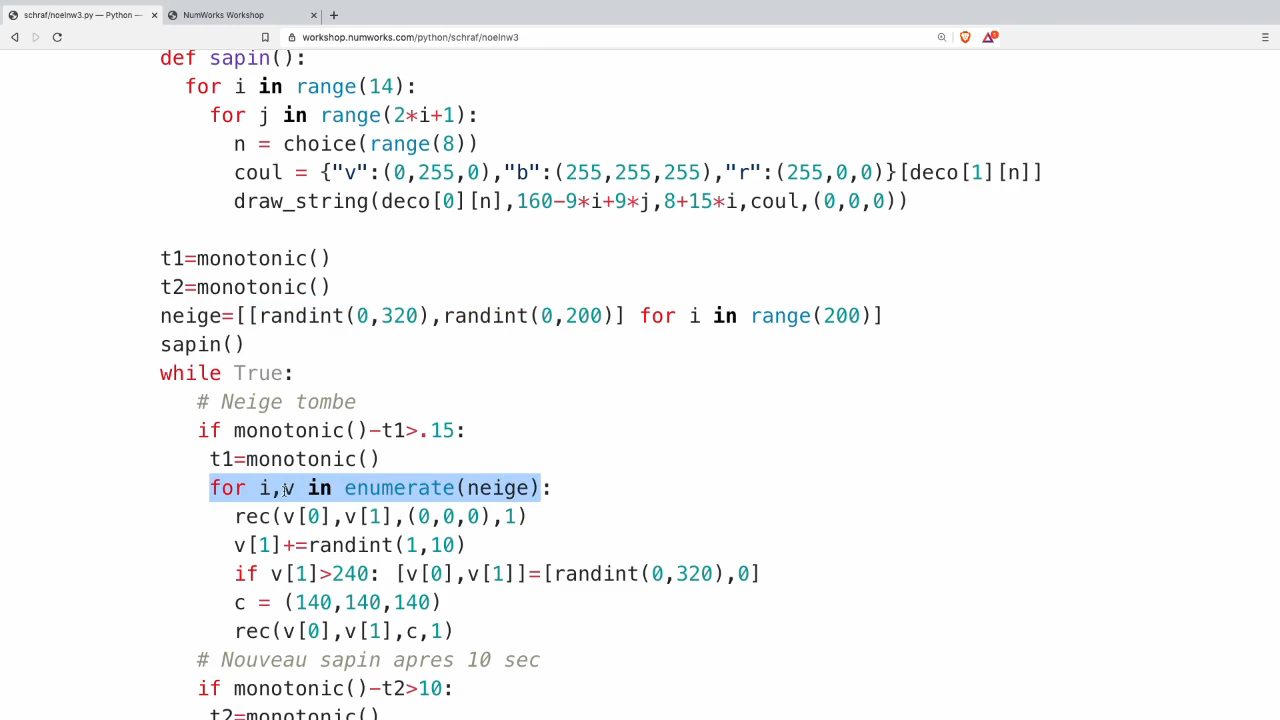 schraf/noelnw3.py — Python —
NumWorks Workshop
workshop.numworks.com/python/schraf/noelnw3
def sapin():
for i in range(14):
for j in range(2*i+1):
n = choice(range(8))
coul = {"v":(0,255,0),"b":(255,255,255),"r":(255,0,0)}[deco[1][n]]
draw_string(deco[0][n],160-9*i+9*j,8+15*i,coul,(0,0,0))
t1=monotonic()
t2=monotonic()
neige=[[randint(0,320),randint(0,200)] for i in range(200)]
sapin()
while True:
# Neige tombe
if monotonic()-t1>.15:
t1=monotonic()
for i,v in enumerate(neige):
rec(v[0],v[1],(0,0,0),1)
v[1]+=randint(1,10)
if v[1]>240: [v[0],v[1]]=[randint(0,320),0]
c = (140,140,140)
rec(v[0],v[1],c,1)
# Nouveau sapin apres 10 sec
if monotonic()-t2>10:
t2=monotonic()